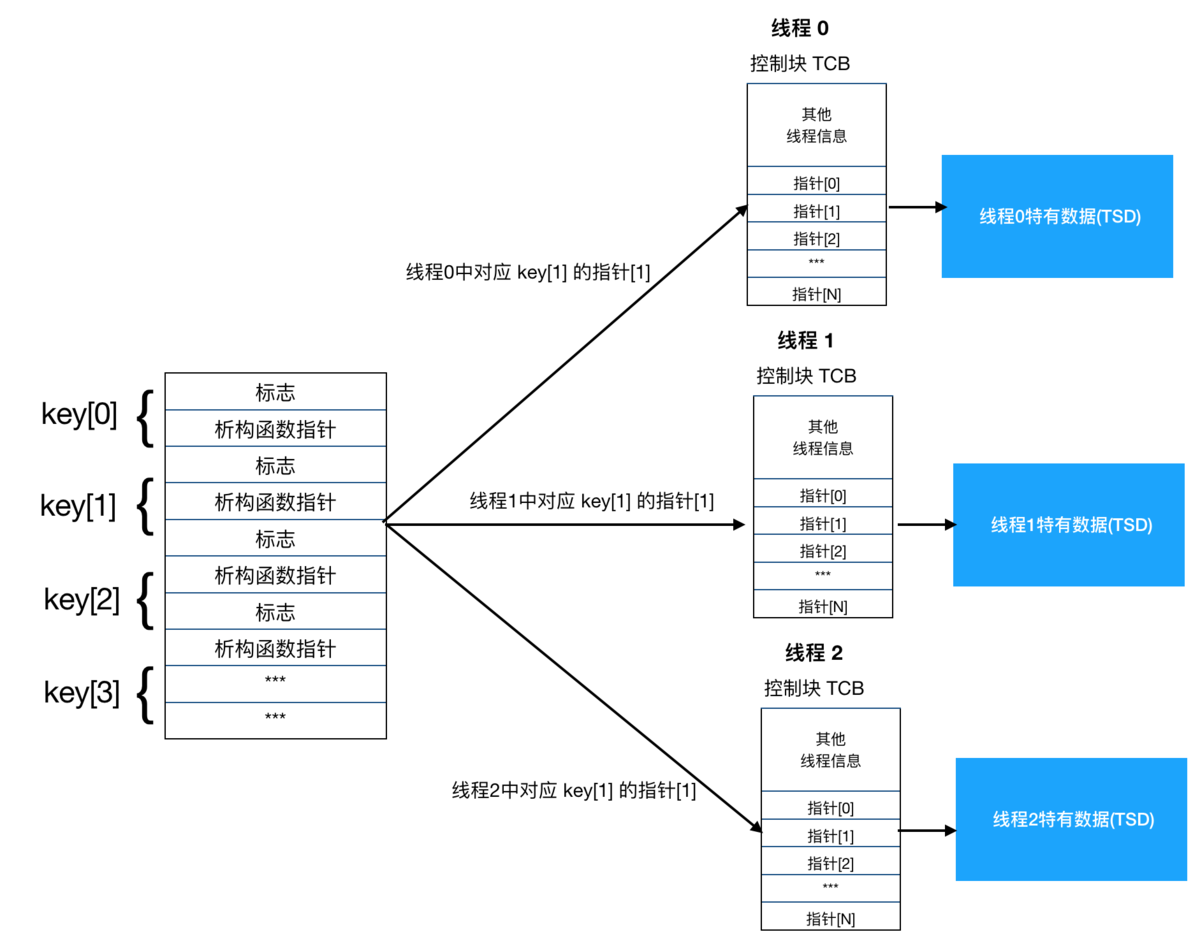 线程 0
控制块 TCB
其他
线程信息
指针[0]
指针[1]
指针[2]
***
指针[N]
线程0特有数据(TSD)
线程0中对应 key[1] 的指针[1]
线程 1
控制块 TCB
其他
线程信息
指针[0]
指针[1]
指针[2]
***
指针[N]
线程1特有数据(TSD)
线程1中对应 key[1] 的指针[1]
key[0] {
标志
析构函数指针
key[1] {
标志
析构函数指针
key[2] {
标志
析构函数指针
标志
析构函数指针
key[3] {
***
***
线程 2
控制块 TCB
其他
线程信息
指针[0]
指针[1]
指针[2]
***
指针[N]
线程2特有数据(TSD)
线程2中对应 key[1] 的指针[1]